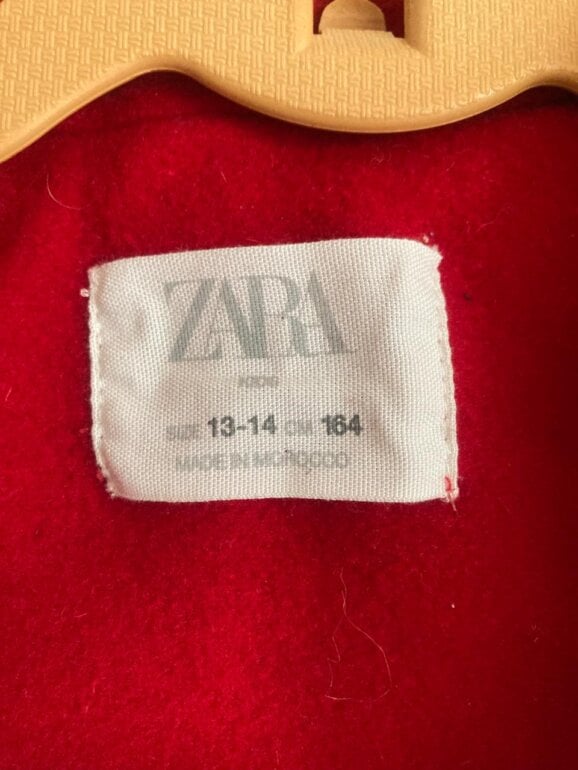 ZARA
KIDS
SIZE 13-14 CM 164
MADE IN MOROCCO